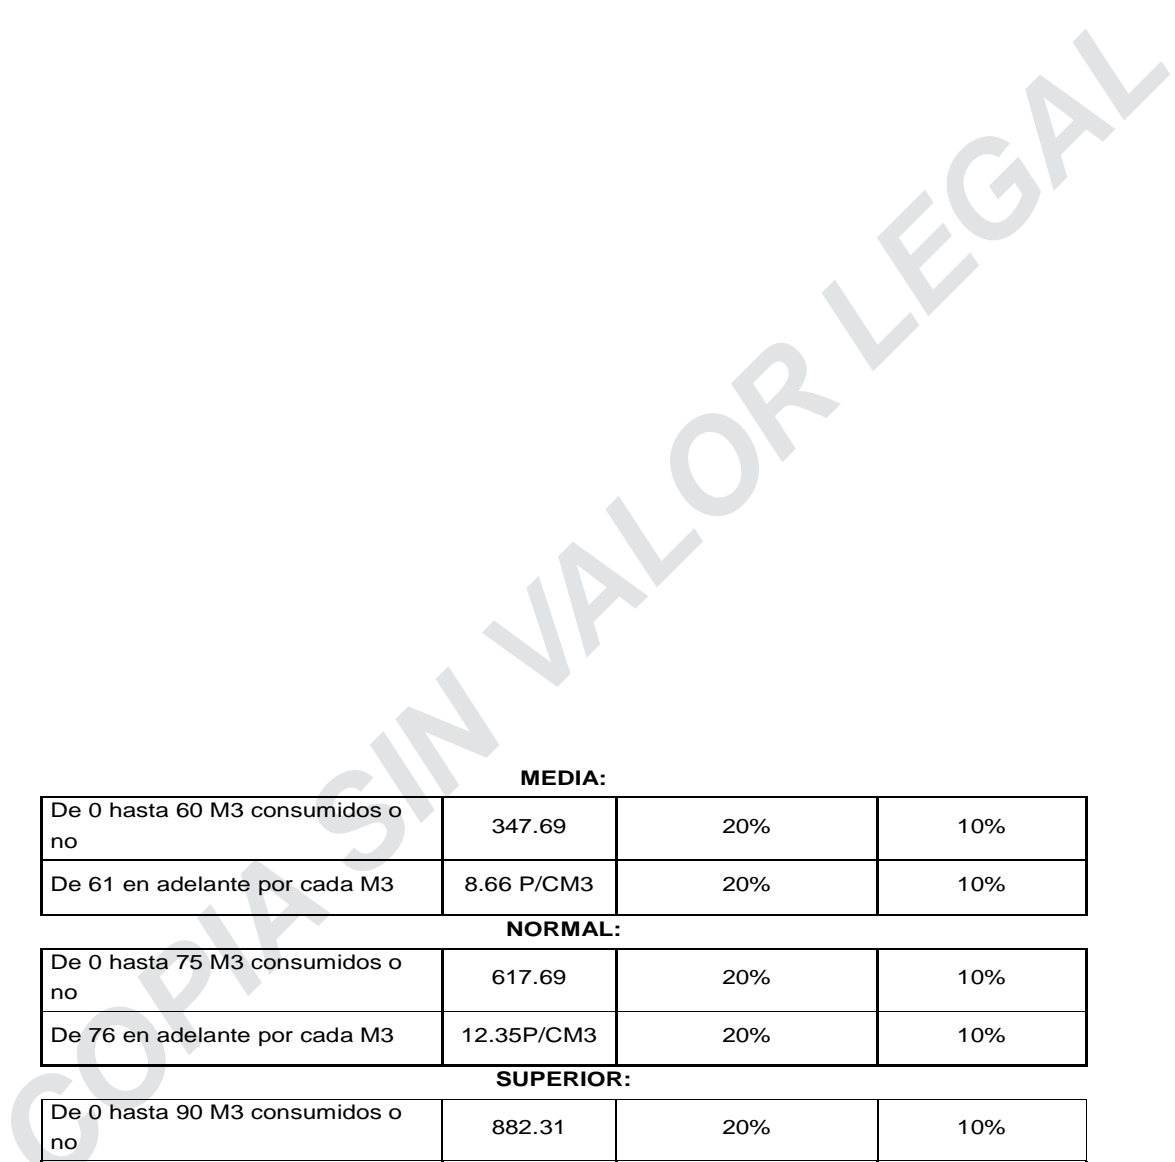 COPIA SIN VALOR LEGAL
MEDIA:
De 0 hasta 60 M3 consumidos o
no
347.69 20% 10%
De 61 en adelante por cada M3 8.66 P/CM3 20% 10%
NORMAL:
De 0 hasta 75 M3 consumidos o
no
617.69 20% 10%
De 76 en adelante por cada M3 12.35P/CM3 20% 10%
SUPERIOR:
De 0 hasta 90 M3 consumidos o
no
882.31 20% 10%